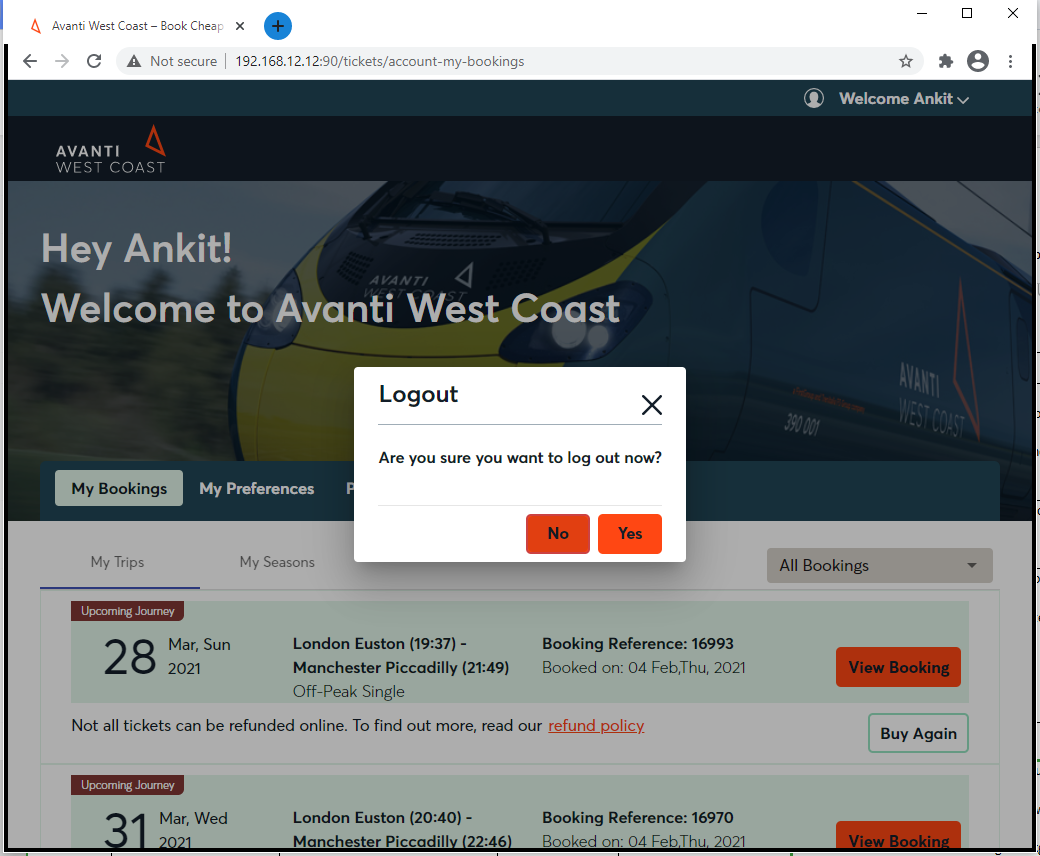 Avanti West Coast – Book Cheap
Not secure | 192.168.12.12:90/tickets/account-my-bookings
Welcome Ankit
AVANTI
WEST COAST
Hey Ankit!
Welcome to Avanti West Coast
AVANTI
WEST COAST
AVANTI
WEST COAST
390 001
Logout
Are you sure you want to log out now?
No Yes
My Bookings My Preferences P
My Trips My Seasons All Bookings
Upcoming Journey
28 Mar, Sun
2021
London Euston (19:37) -
Manchester Piccadilly (21:49)
Off-Peak Single
Booking Reference: 16993
Booked on: 04 Feb,Thu, 2021
View Booking
Not all tickets can be refunded online. To find out more, read our refund policy
Buy Again
Upcoming Journey
31 Mar, Wed
2021
London Euston (20:40) -
Manchester Piccadilly (22:46)
Booking Reference: 16970
Booked on: 04 Feb,Thu, 2021
View Booking